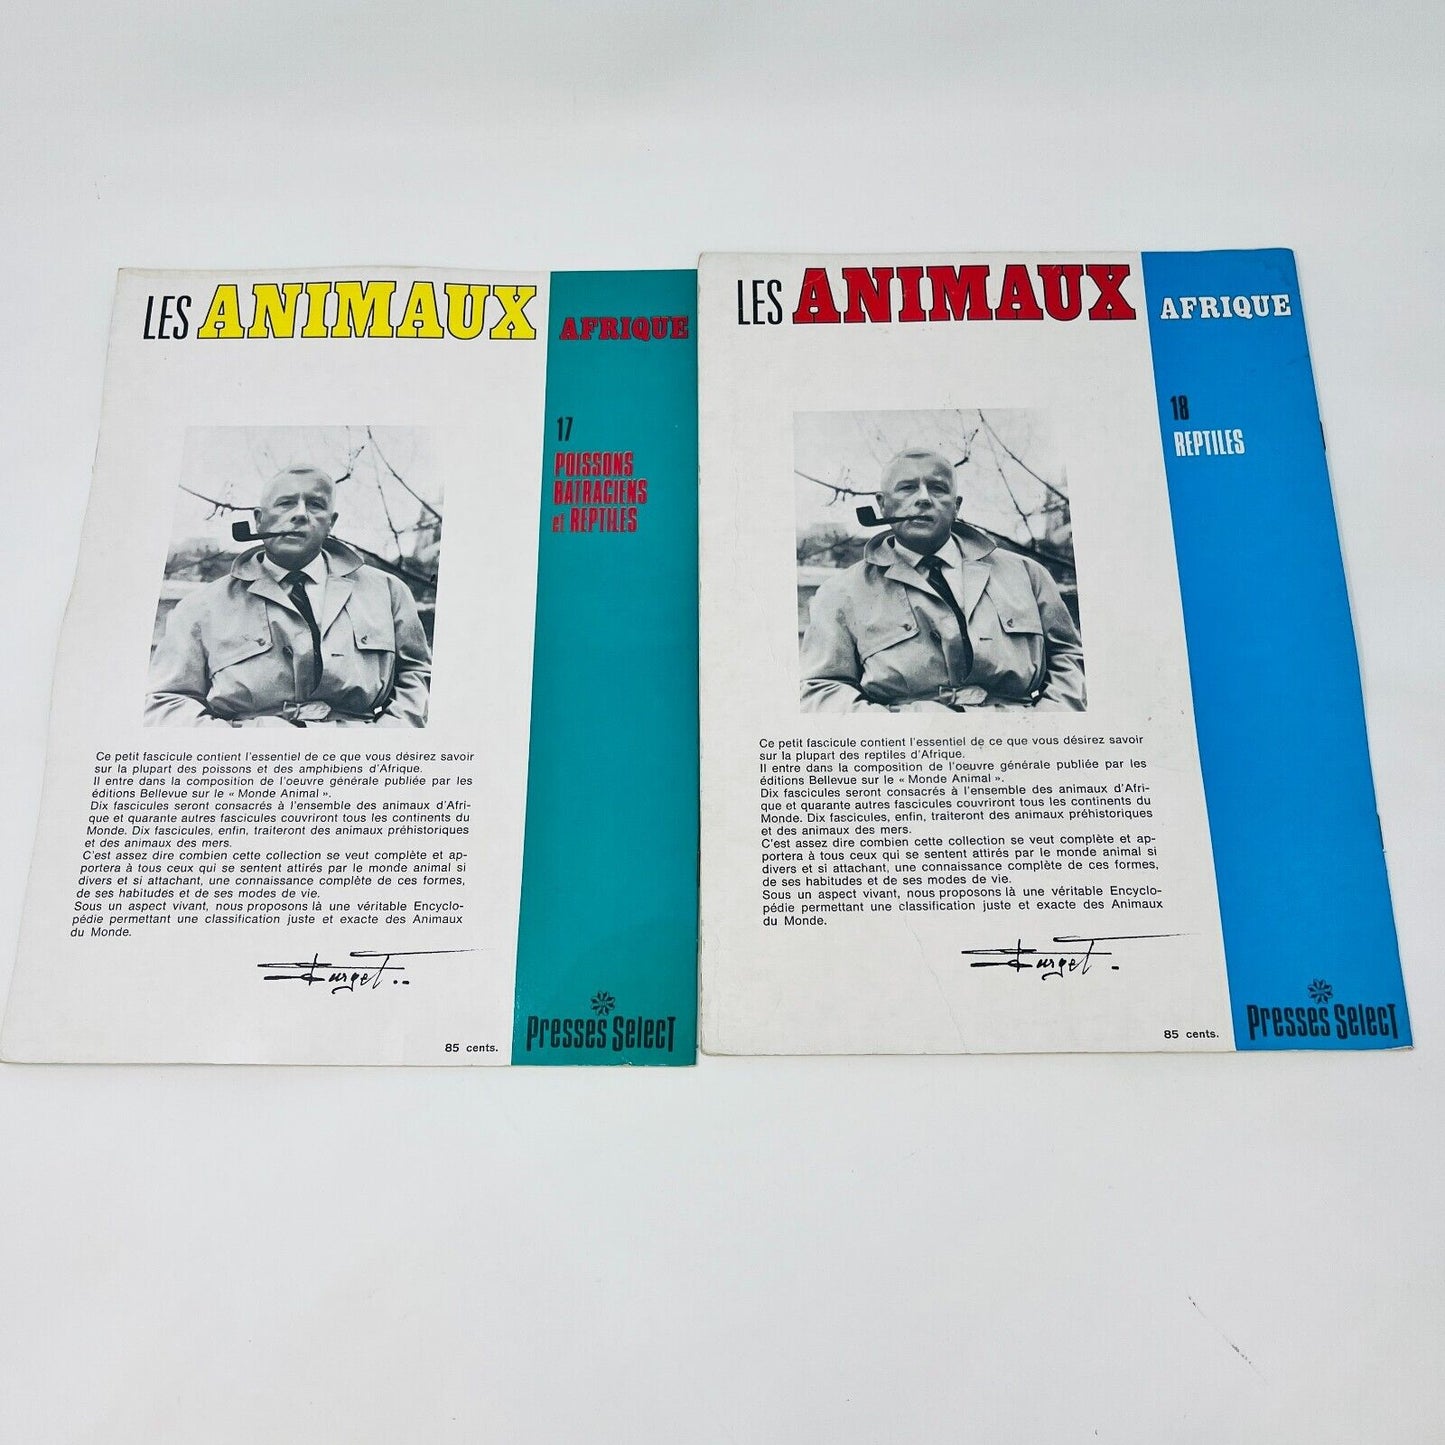 LES ANIMAUX
AFRIQUE
17
POISSONS
BATRACIENS
et REPTILES
Ce petit fascicule contient l'essentiel de ce que vous désirez savoir
sur la plupart des poissons et des amphibiens d'Afrique.
Il entre dans la composition de l'oeuvre générale publiée par les
éditions Bellevue sur le « Monde Animal ».
Dix fascicules seront consacrés à l'ensemble des animaux d'Afri-
que et quarante autres fascicules couvriront tous les continents du
Monde. Dix fascicules, enfin, traiteront des animaux préhistoriques
et des animaux des mers.
C'est assez dire combien cette collection se veut complète et ap-
portera à tous ceux qui se sentent attirés par le monde animal si
divers et si attachant, une connaissance complète de ces formes,
de ses habitudes et de ses modes de vie.
Sous un aspect vivant, nous proposons là une véritable Encyclo-
pédie permettant une classification juste et exacte des Animaux
du Monde.
85 cents.
Presses Select
LES ANIMAUX
AFRIQUE
18
REPTILES
Ce petit fascicule contient l'essentiel de ce que vous désirez savoir
sur la plupart des reptiles d'Afrique.
Il entre dans la composition de l'oeuvre générale publiée par les
éditions Bellevue sur le « Monde Animal ».
Dix fascicules seront consacrés à l'ensemble des animaux d'Afri-
que et quarante autres fascicules couvriront tous les continents du
Monde. Dix fascicules, enfin, traiteront des animaux préhistoriques
et des animaux des mers.
C'est assez dire combien cette collection se veut complète et ap-
portera à tous ceux qui se sentent attirés par le monde animal si
divers et si attachant, une connaissance complète de ces formes,
de ses habitudes et de ses modes de vie.
Sous un aspect vivant, nous proposons là une véritable Encyclo-
pédie permettant une classification juste et exacte des Animaux
du Monde.
85 cents.
Presses Select